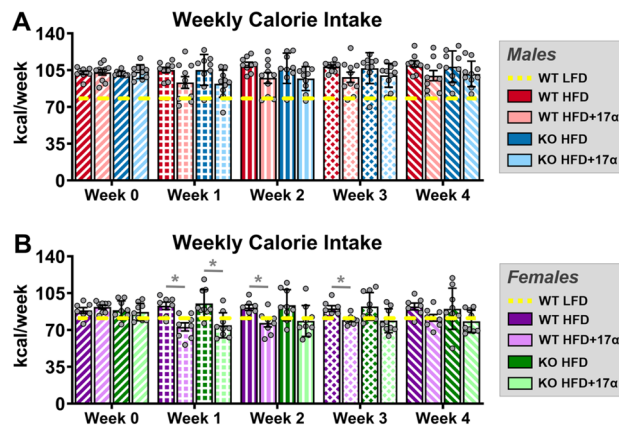 A
Weekly Calorie Intake
kcal/week
140
105
70
35
0
Week 0 Week 1 Week 2 Week 3 Week 4
Males
WT LFD
WT HFD
WT HFD+17α
KO HFD
KO HFD+17α
B
Weekly Calorie Intake
kcal/week
140
105
70
35
0
* * * *
Week 0 Week 1 Week 2 Week 3 Week 4
Females
WT LFD
WT HFD
WT HFD+17α
KO HFD
KO HFD+17α